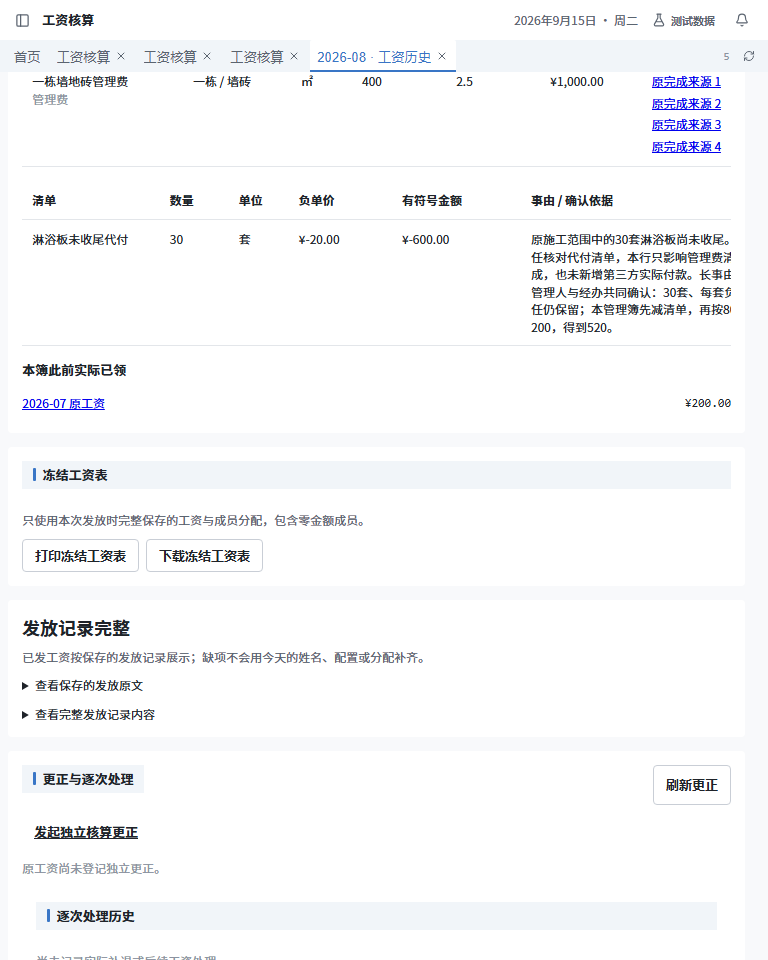 工资核算
2026年9月15日 · 周二
测试数据
首页
工资核算 ×
工资核算 ×
工资核算 ×
2026-08 · 工资历史 ×
5
一栋墙地砖管理费 一栋 / 墙砖 ㎡ 400 2.5 ¥1,000.00 原完成来源 1
管理费
原完成来源 2
原完成来源 3
原完成来源 4
清单 数量 单位 负单价 有符号金额 事由 / 确认依据
淋浴板未收尾代付 30 套 ¥-20.00 ¥-600.00 原施工范围中的30套淋浴板尚未收尾。
任核对代付清单，本行只影响管理费清
成，也未新增第三方实际付款。长事由
管理人与经办共同确认：30套、每套负
任仍保留；本管理簿先减清单，再按8
200，得到520。
本簿此前实际已领
2026-07 原工资 ¥200.00
冻结工资表
只使用本次发放时完整保存的工资与成员分配，包含零金额成员。
打印冻结工资表 下载冻结工资表
发放记录完整
已发工资按保存的发放记录展示；缺项不会用今天的姓名、配置或分配补齐。
查看保存的发放原文
查看完整发放记录内容
更正与逐次处理
刷新更正
发起独立核算更正
原工资尚未登记独立更正。
逐次处理历史